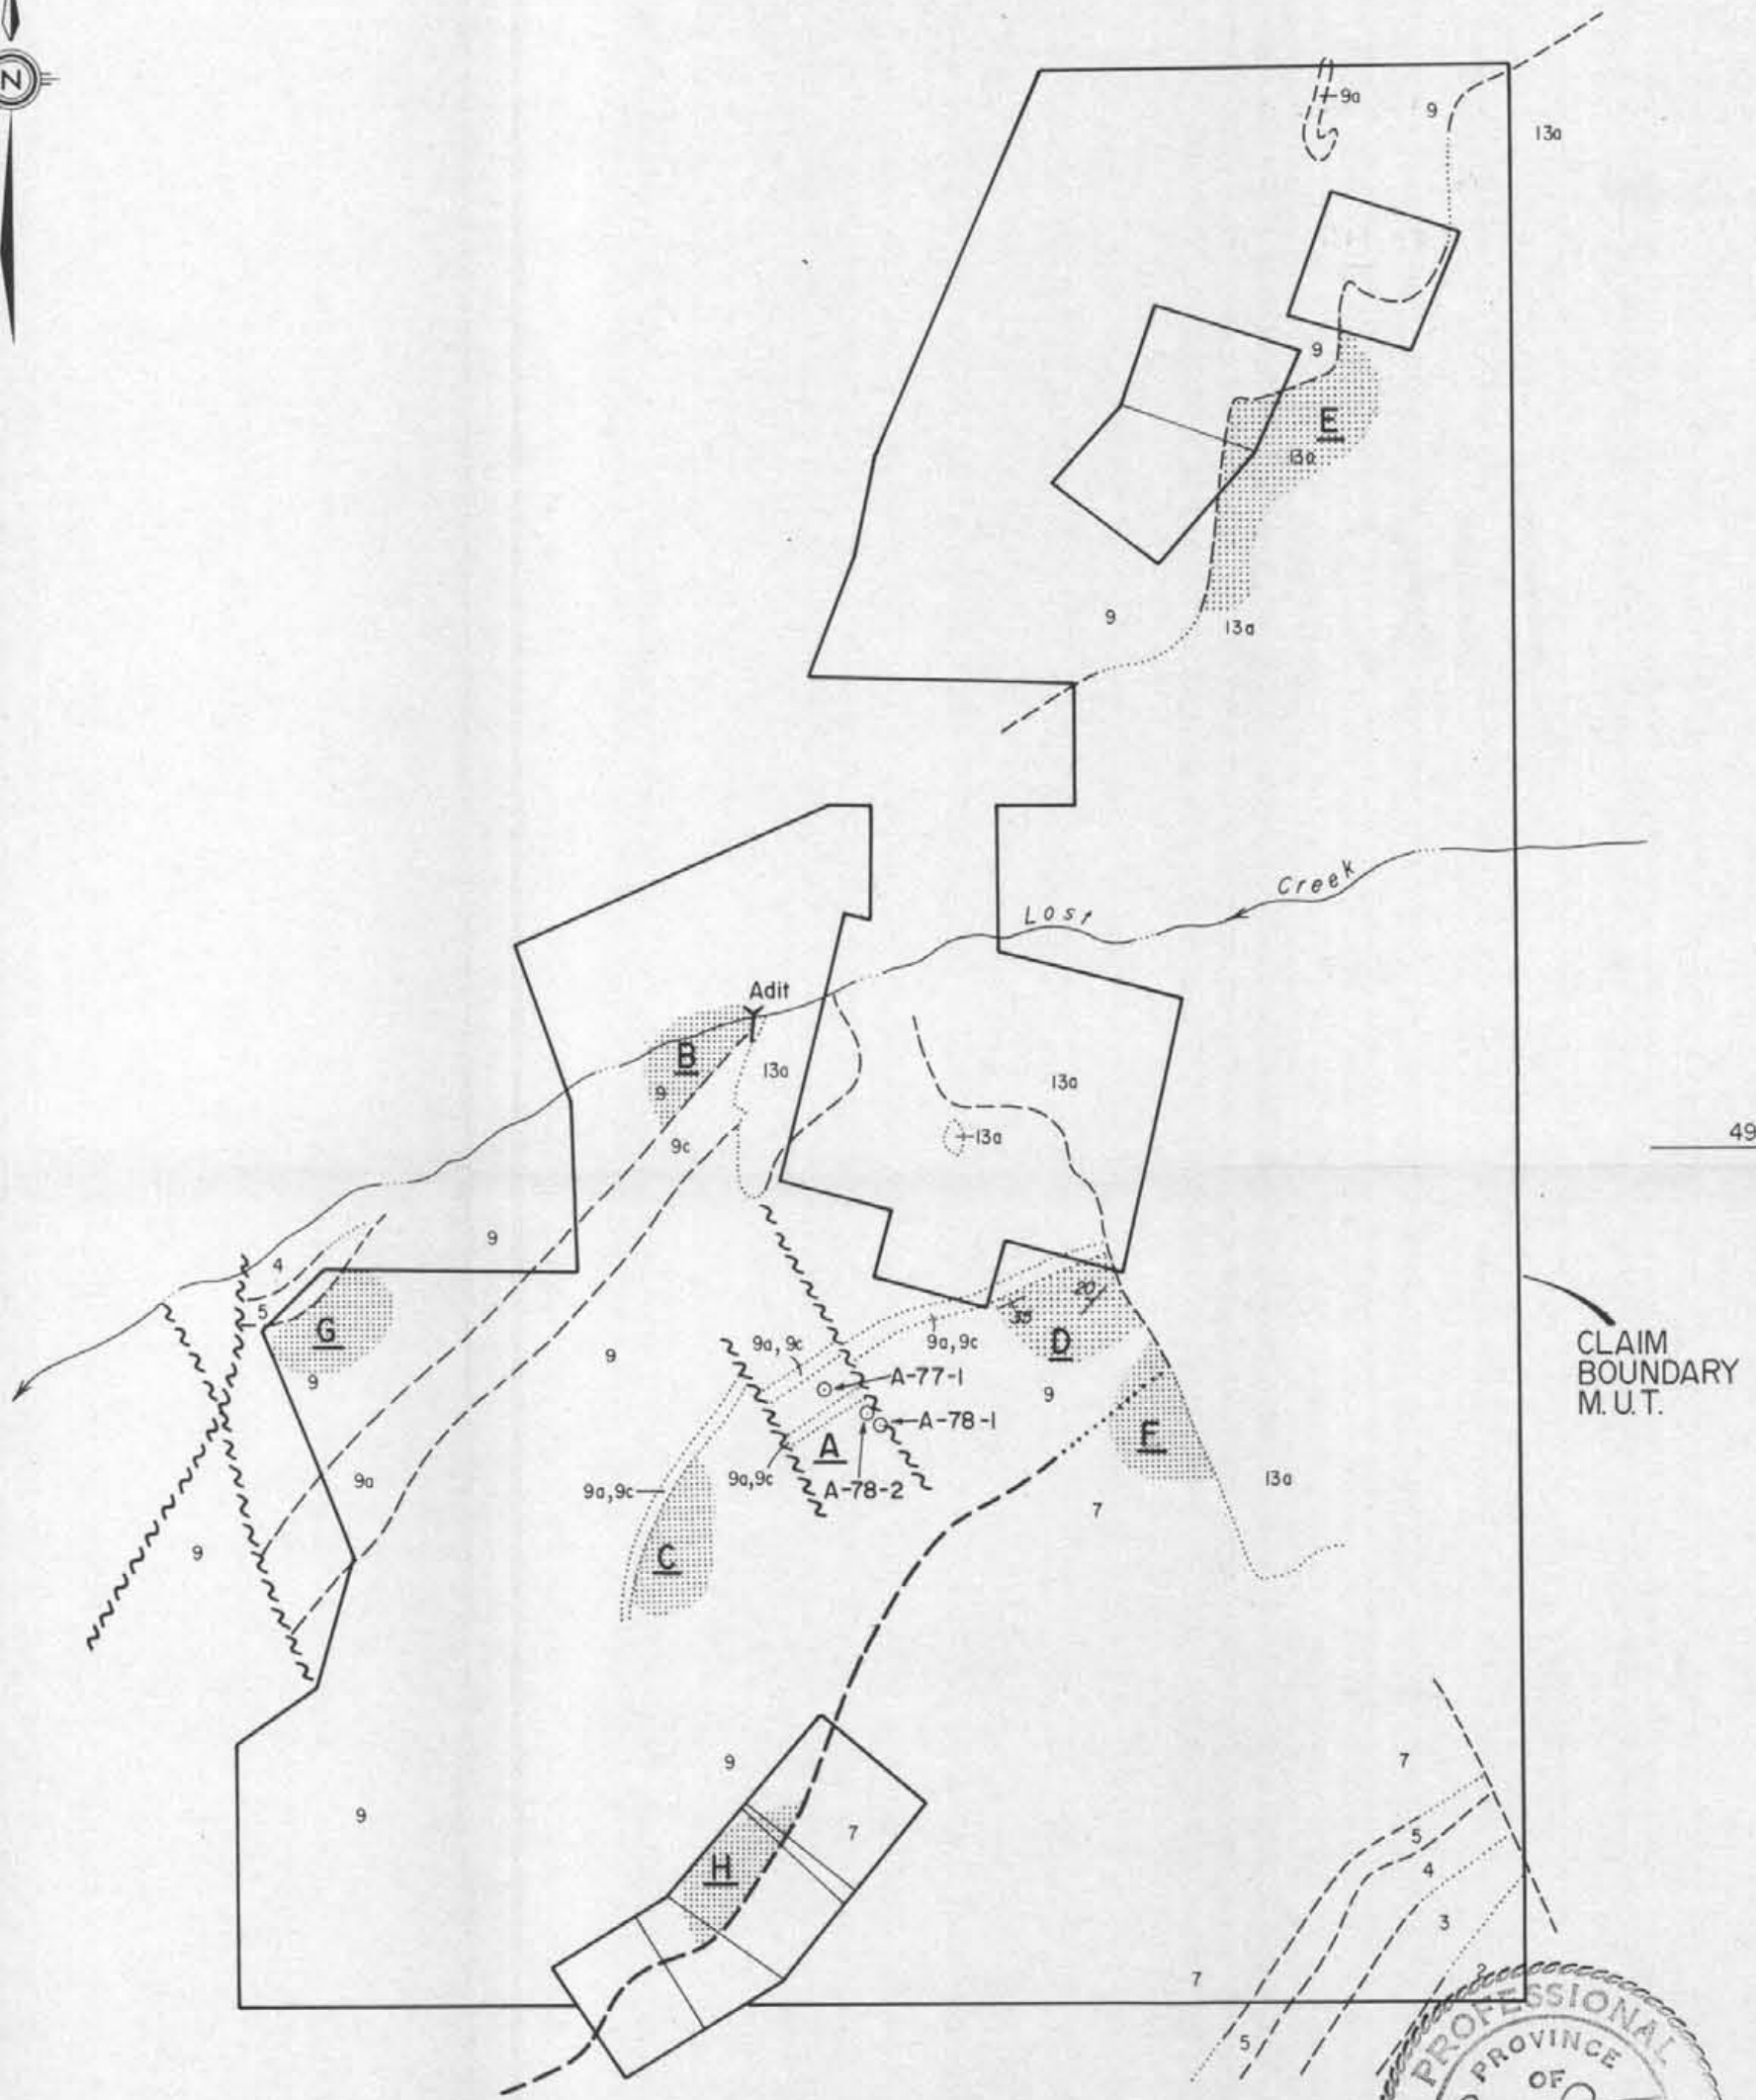 N
9a
9
13a
9
E
13a
9
13a
Creek
Lost
Adit
B
13a
13a
9
13a
9c
49
9
4
5
G
20
35
D
9a, 9c
9a, 9c
9
9
A-77-1
9
A-78-1
A
F
9a
9a,9c
9a,9c
A-78-2
13a
7
9
C
CLAIM
BOUNDARY
M.U.T.
9
7
9
7
5
H
4
3
7
2
5
PROFESSIONAL
PROVINCE
OF